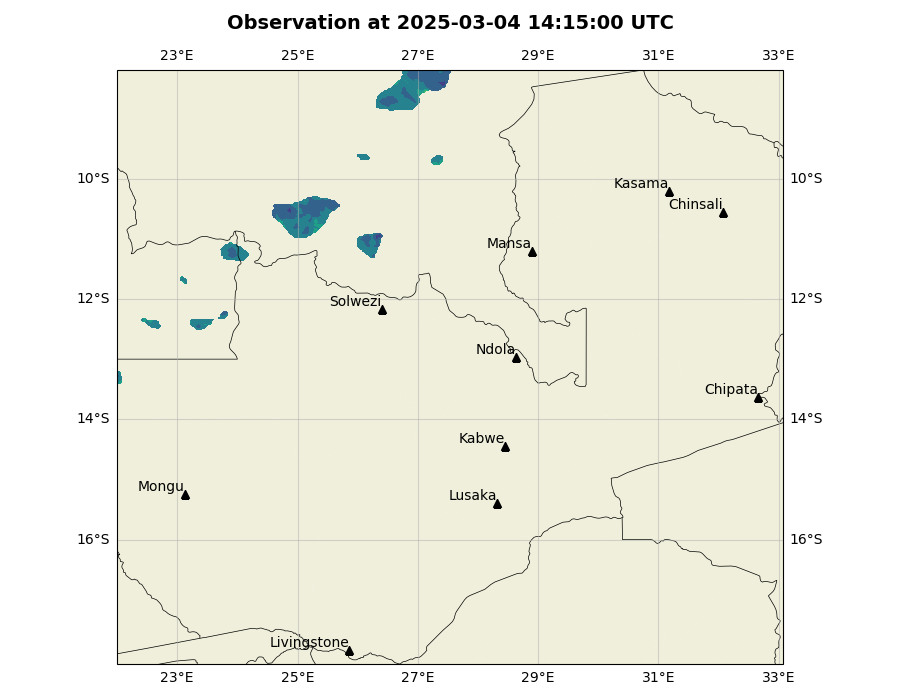 Observation at 2025-03-04 14:15:00 UTC
23°E 25°E 27°E 29°E 31°E 33°E
10°S 10°S
Kasama
Chinsali
Mansa
12°S 12°S
Solwezi
Ndola
Chipata
14°S 14°S
Kabwe
Mongu
Lusaka
16°S 16°S
Livingstone
23°E 25°E 27°E 29°E 31°E 33°E